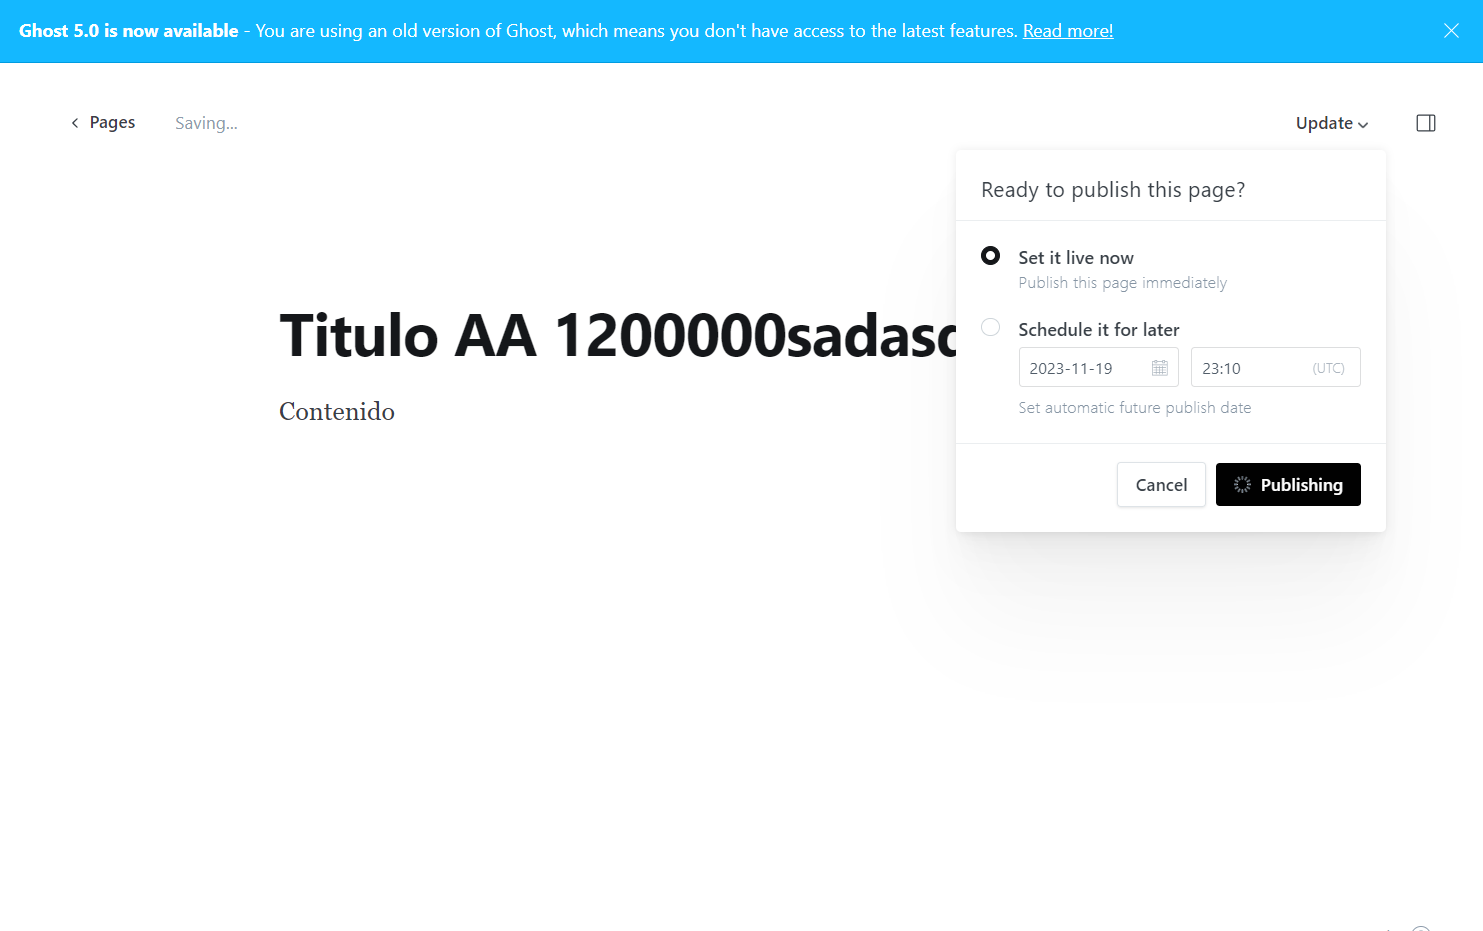 Ghost 5.0 is now available - You are using an old version of Ghost, which means you don't have access to the latest features. Read more!
Pages
Saving...
Update
Ready to publish this page?
Set it live now
Publish this page immediately
Schedule it for later
2023-11-19
23:10
(UTC)
Set automatic future publish date
Cancel
Publishing
Titulo AA 1200000sadasd
Contenido